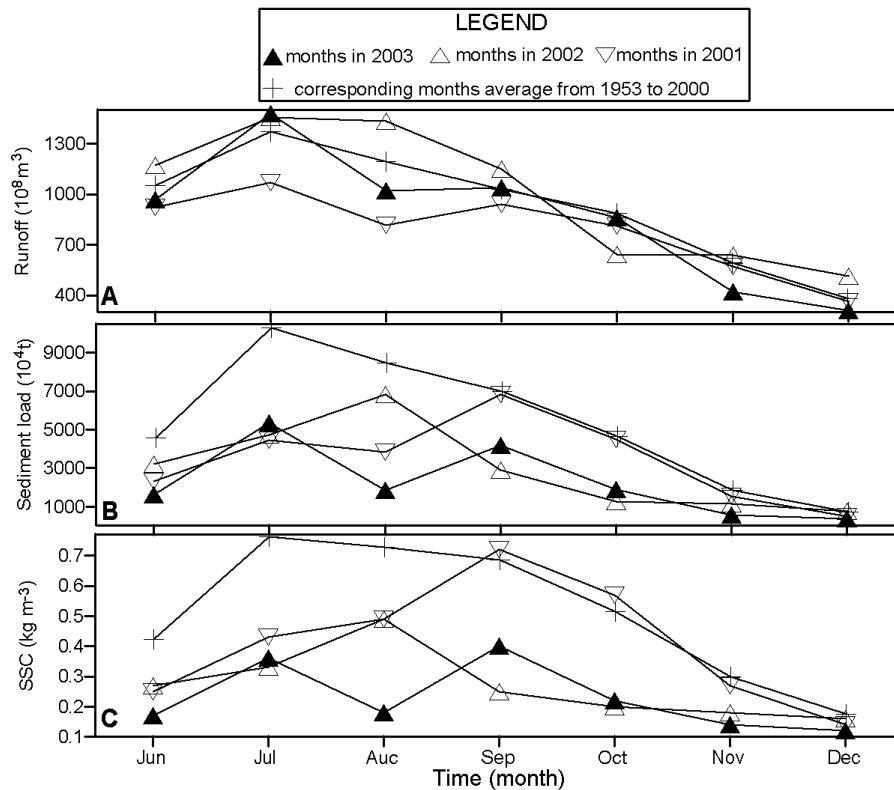 LEGEND
months in 2003 months in 2002 months in 2001
corresponding months average from 1953 to 2000
Runoff (10⁸m³)
1300
1000
700
400
A
Sediment load (10⁴t)
9000
7000
5000
3000
1000
B
SSC (kg m⁻³)
0.7
0.6
0.5
0.4
0.3
0.2
0.1
C
Jun Jul Auc Sep Oct Nov Dec
Time (month)